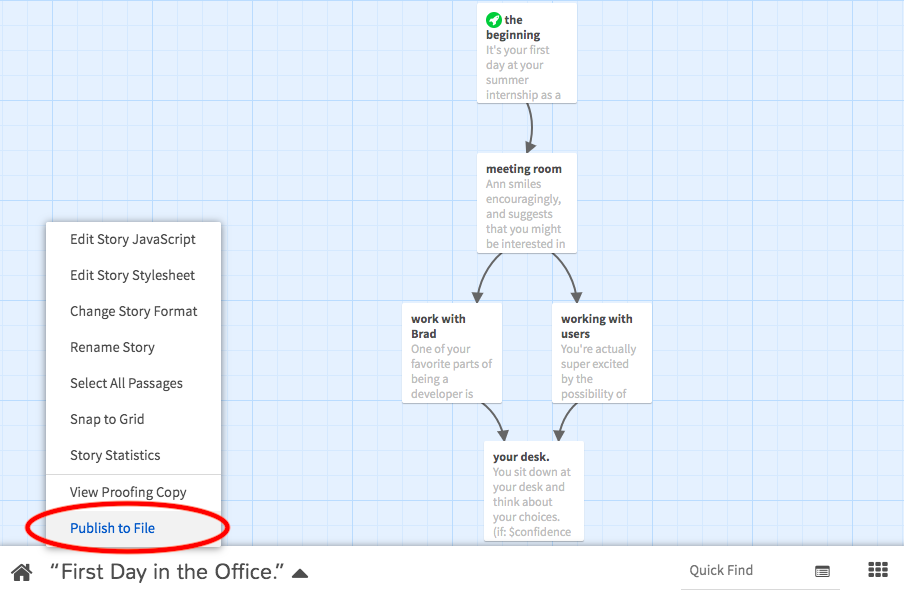 the
beginning
It's your first
day at your
summer
internship as a
meeting room
Ann smiles
encouragingly,
and suggests
that you might
be interested in
work with
Brad
One of your
favorite parts of
being a
developer is
working with
users
You're actually
super excited
by the
possibility of
your desk.
You sit down at
your desk and
think about
your choices.
(if: $confidence
Edit Story JavaScript
Edit Story Stylesheet
Change Story Format
Rename Story
Select All Passages
Snap to Grid
Story Statistics
View Proofing Copy
Publish to File
“First Day in the Office.”
Quick Find